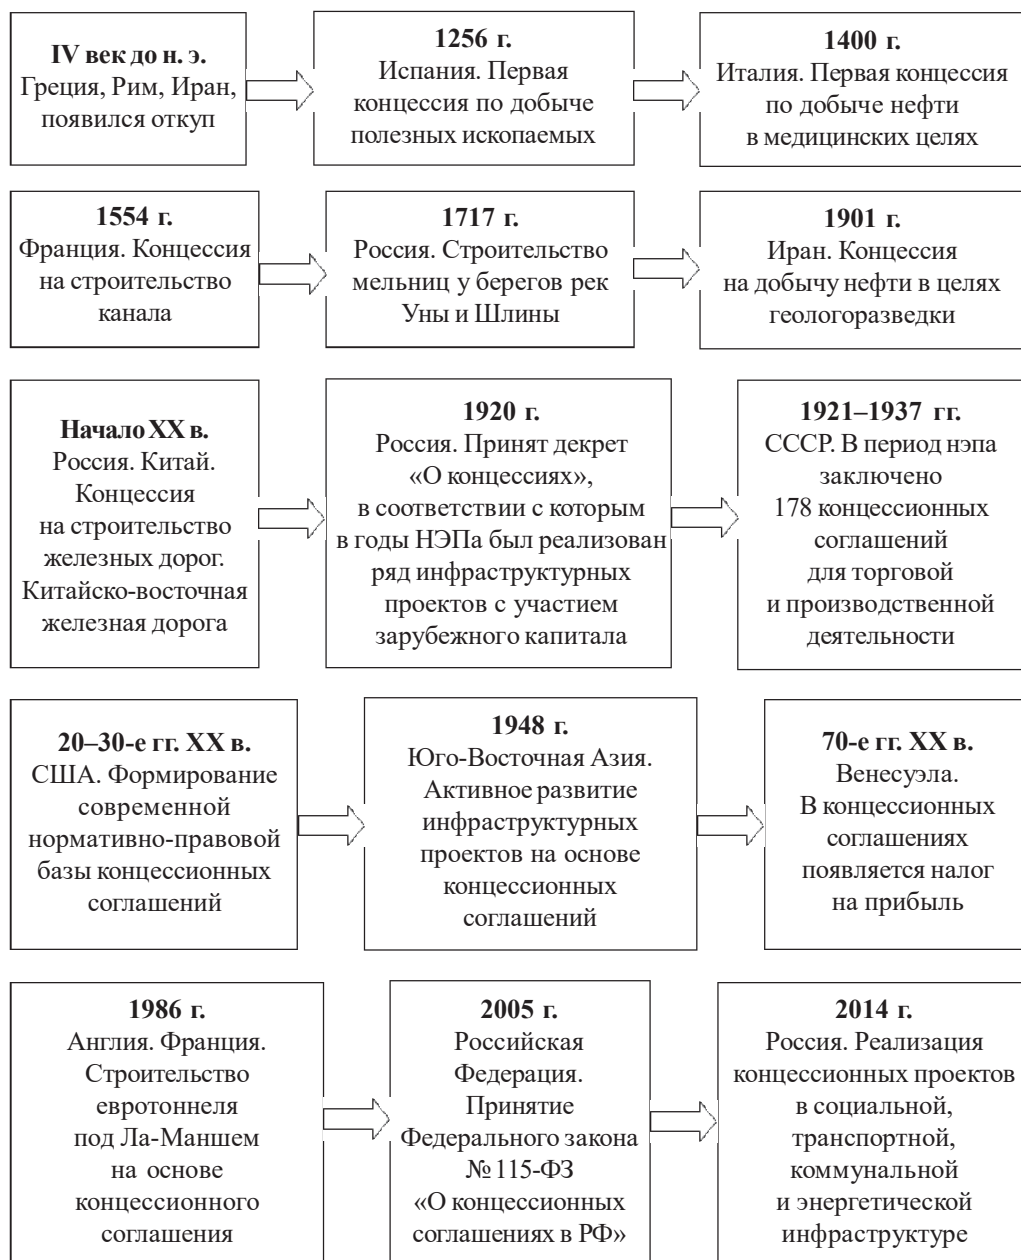 IV век до н. э.
Греция, Рим, Иран,
появился откуп
1256 г.
Испания. Первая
концессия по добыче
полезных ископаемых
1400 г.
Италия. Первая концессия
по добыче нефти
в медицинских целях
1554 г.
Франция. Концессия
на строительство
канала
1717 г.
Россия. Строительство
мельниц у берегов рек
Уны и Шлины
1901 г.
Иран. Концессия
на добычу нефти в целях
геологоразведки
Начало XX в.
Россия. Китай.
Концессия
на строительство
железных дорог.
Китайско-восточная
железная дорога
1920 г.
Россия. Принят декрет
«О концессиях»,
в соответствии с которым
в годы НЭПа был реализован
ряд инфраструктурных
проектов с участием
зарубежного капитала
1921–1937 гг.
СССР. В период нэпа
заключено
178 концессионных
соглашений
для торговой
и производственной
деятельности
20–30-е гг. XX в.
США. Формирование
современной
нормативно-правовой
базы концессионных
соглашений
1948 г.
Юго-Восточная Азия.
Активное развитие
инфраструктурных
проектов на основе
концессионных
соглашений
70-е гг. XX в.
Венесуэла.
В концессионных
соглашениях
появляется налог
на прибыль
1986 г.
Англия. Франция.
Строительство
евротоннеля
под Ла-Маншем
на основе
концессионного
соглашения
2005 г.
Российская
Федерация.
Принятие
Федерального закона
№ 115-ФЗ
«О концессионных
соглашениях в РФ»
2014 г.
Россия. Реализация
концессионных проектов
в социальной,
транспортной,
коммунальной
и энергетической
инфраструктуре